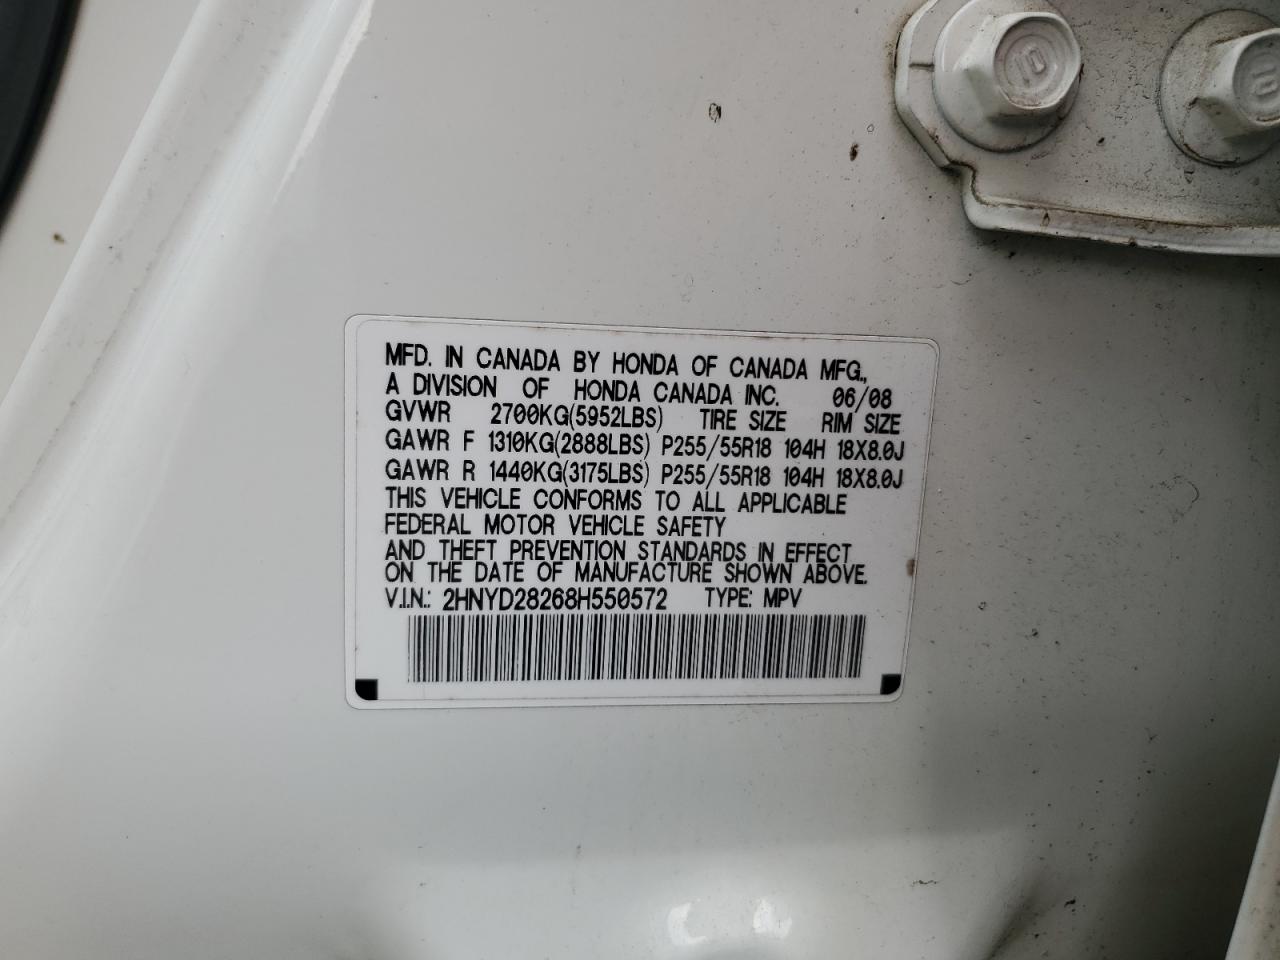 MFD. IN CANADA BY HONDA OF CANADA MFG.,
A DIVISION OF HONDA CANADA INC. 06/08
GVWR 2700KG(5952LBS) TIRE SIZE RIM SIZE
GAWR F 1310KG(2888LBS) P255/55R18 104H 18X8.0J
GAWR R 1440KG(3175LBS) P255/55R18 104H 18X8.0J
THIS VEHICLE CONFORMS TO ALL APPLICABLE
FEDERAL MOTOR VEHICLE SAFETY
AND THEFT PREVENTION STANDARDS IN EFFECT
ON THE DATE OF MANUFACTURE SHOWN ABOVE.
V.I.N.: 2HNYD28268H550572 TYPE: MPV